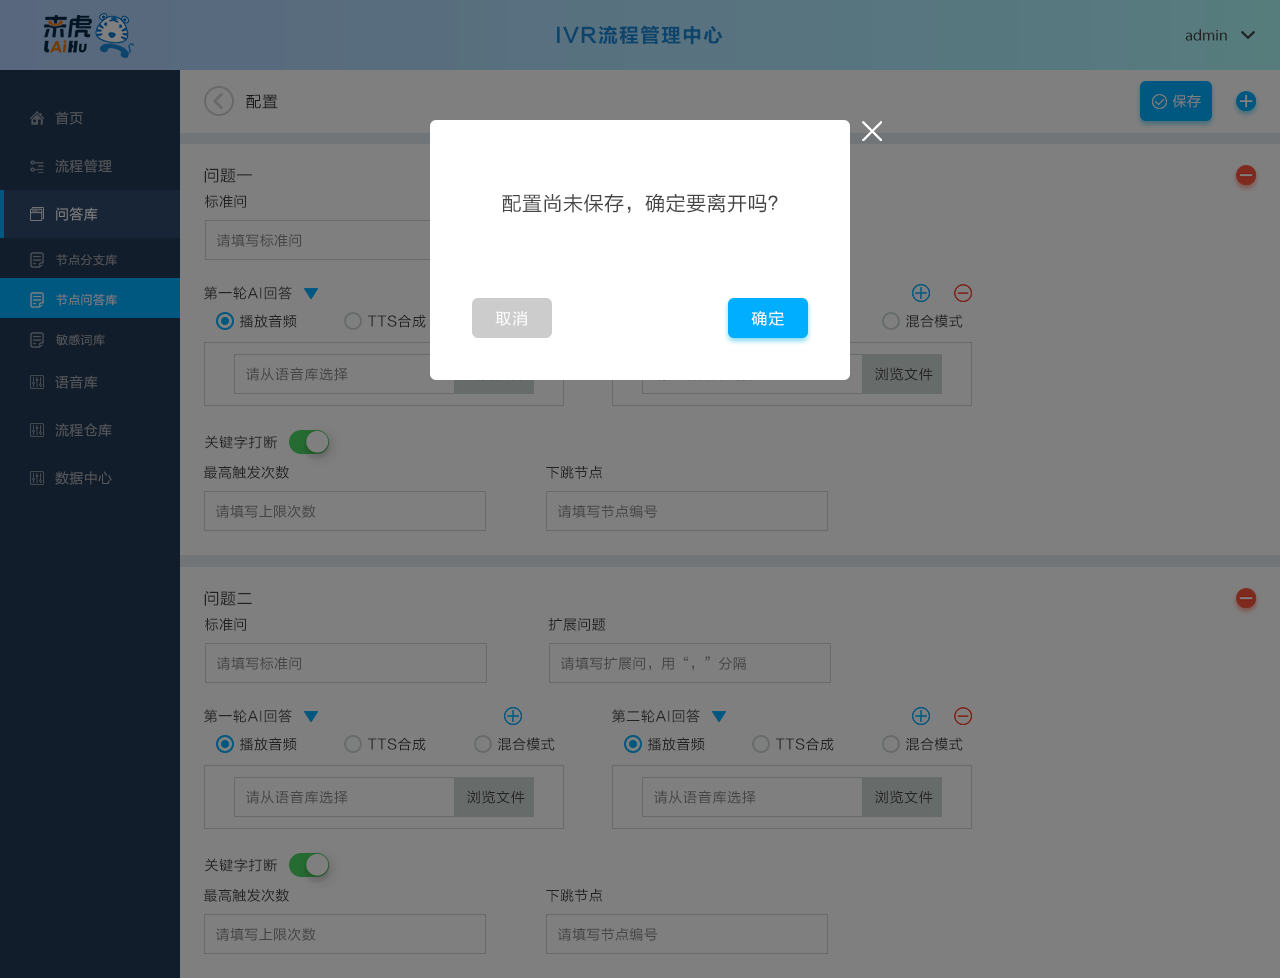 来虎
LAiHu
IVR流程管理中心
admin
首页
流程管理
问答库
节点分支库
节点问答库
敏感词库
语音库
流程仓库
数据中心
配置
保存
配置尚未保存，确定要离开吗？
取消
确定
问题一
标准问
请填写标准问
第一轮AI回答
播放音频
TTS合成
混合模式
请从语音库选择
浏览文件
关键字打断
最高触发次数
下跳节点
请填写上限次数
请填写节点编号
问题二
标准问
扩展问题
请填写标准问
请填写扩展问，用“，”分隔
第一轮AI回答
第二轮AI回答
播放音频
TTS合成
混合模式
播放音频
TTS合成
混合模式
请从语音库选择
浏览文件
请从语音库选择
浏览文件
关键字打断
最高触发次数
下跳节点
请填写上限次数
请填写节点编号